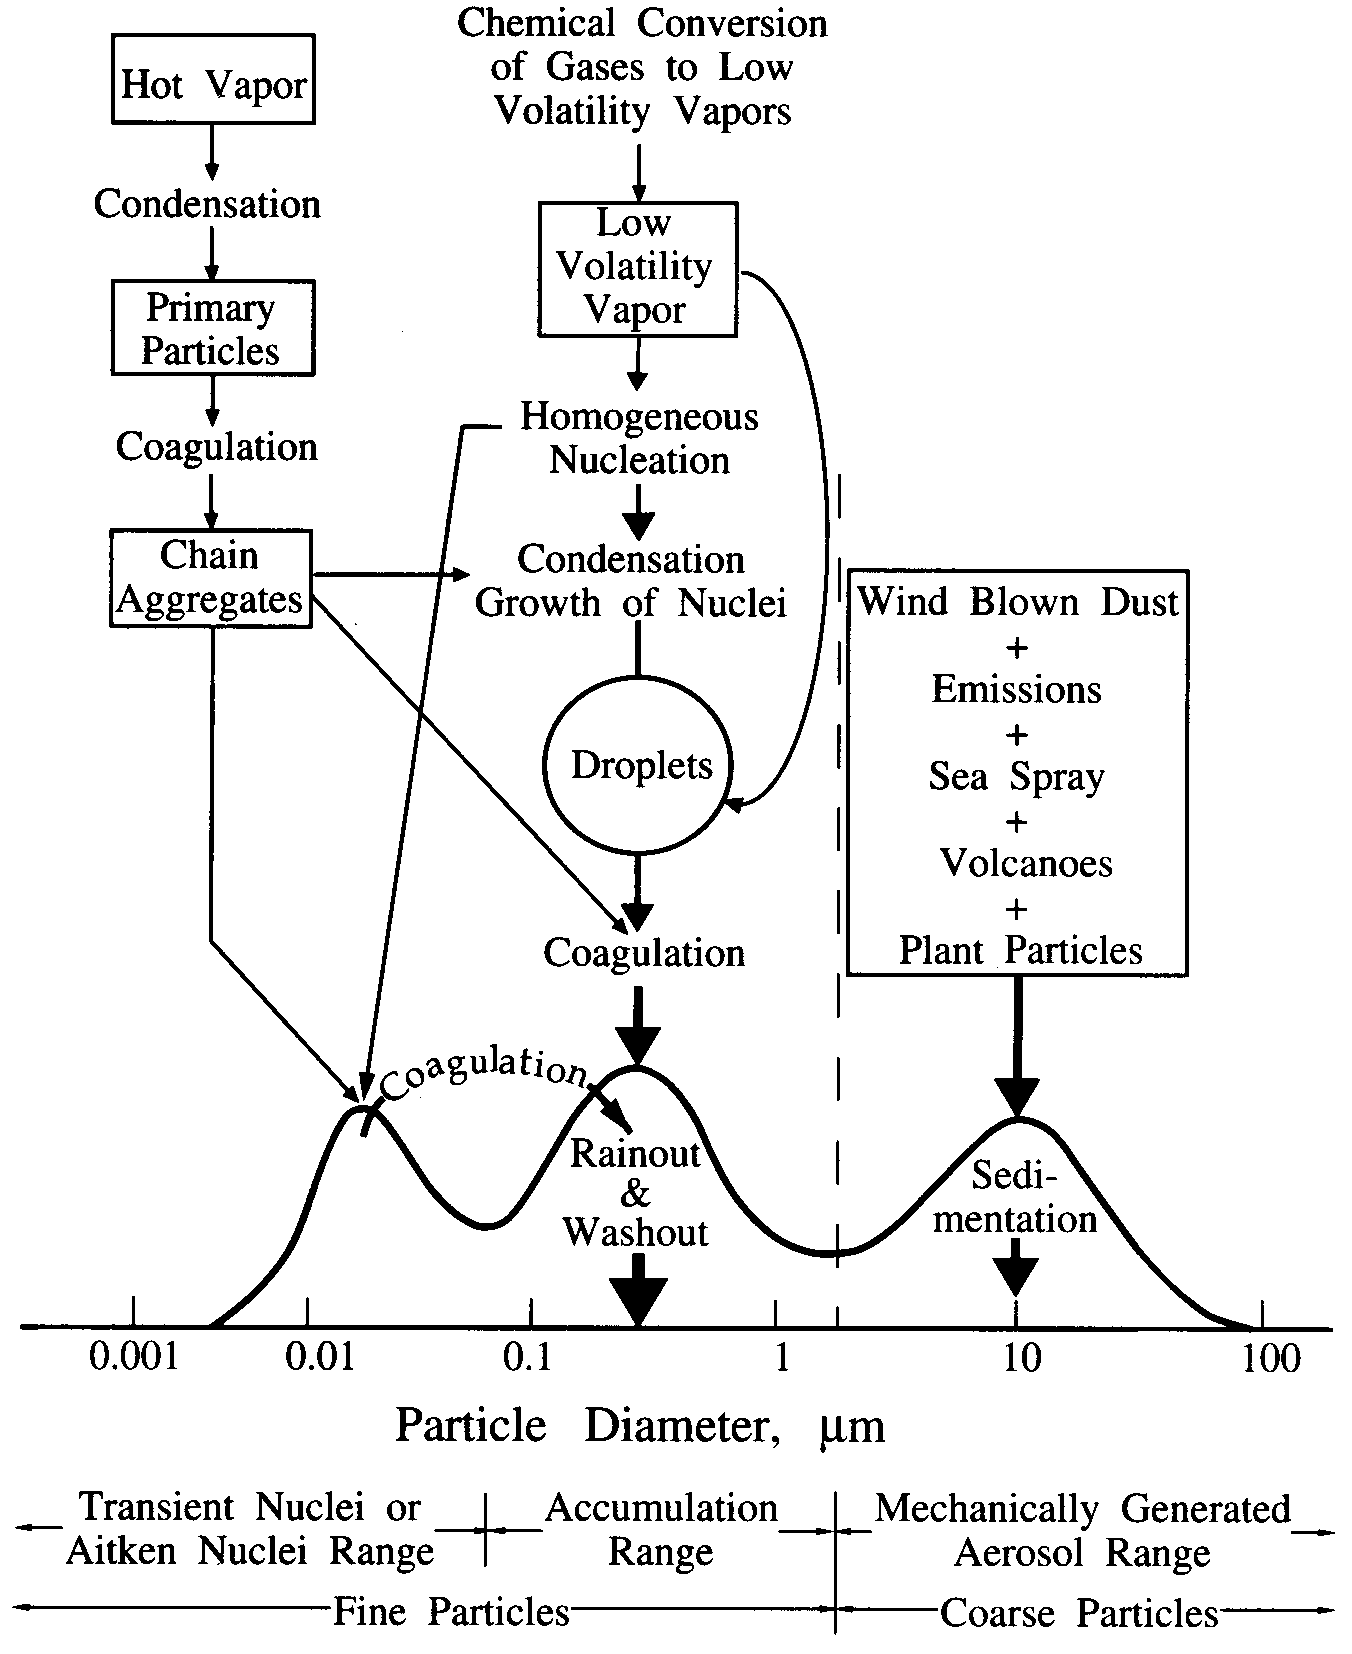 Chemical Conversion
of Gases to Low
Volatility Vapors
Hot Vapor
Condensation
Primary
Particles
Coagulation
Chain
Aggregates
Low
Volatility
Vapor
Homogeneous
Nucleation
Condensation
Growth of Nuclei
Droplets
Coagulation
Wind Blown Dust
+
Emissions
+
Sea Spray
+
Volcanoes
+
Plant Particles
Coagulation
Rainout
&
Washout
Sedi-
mentation
0.001 0.01 0.1 1 10 100
Particle Diameter, μm
Transient Nuclei or
Aitken Nuclei Range
Accumulation
Range
Mechanically Generated
Aerosol Range
Fine Particles
Coarse Particles